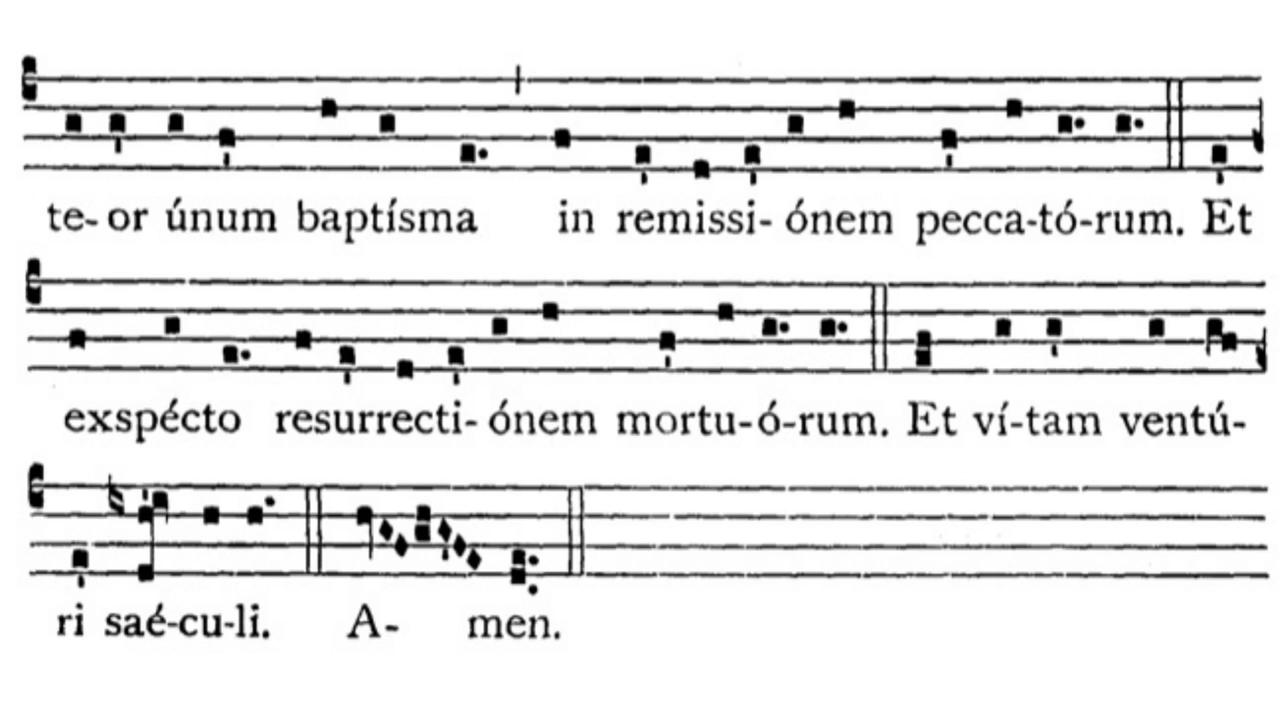 te- or únum baptísma in remissi- ónem pecca-tó-rum. Et
exspécto resurrecti- ónem mortu-ó-rum. Et ví-tam ventú-
ri saé-cu-li. A- men.